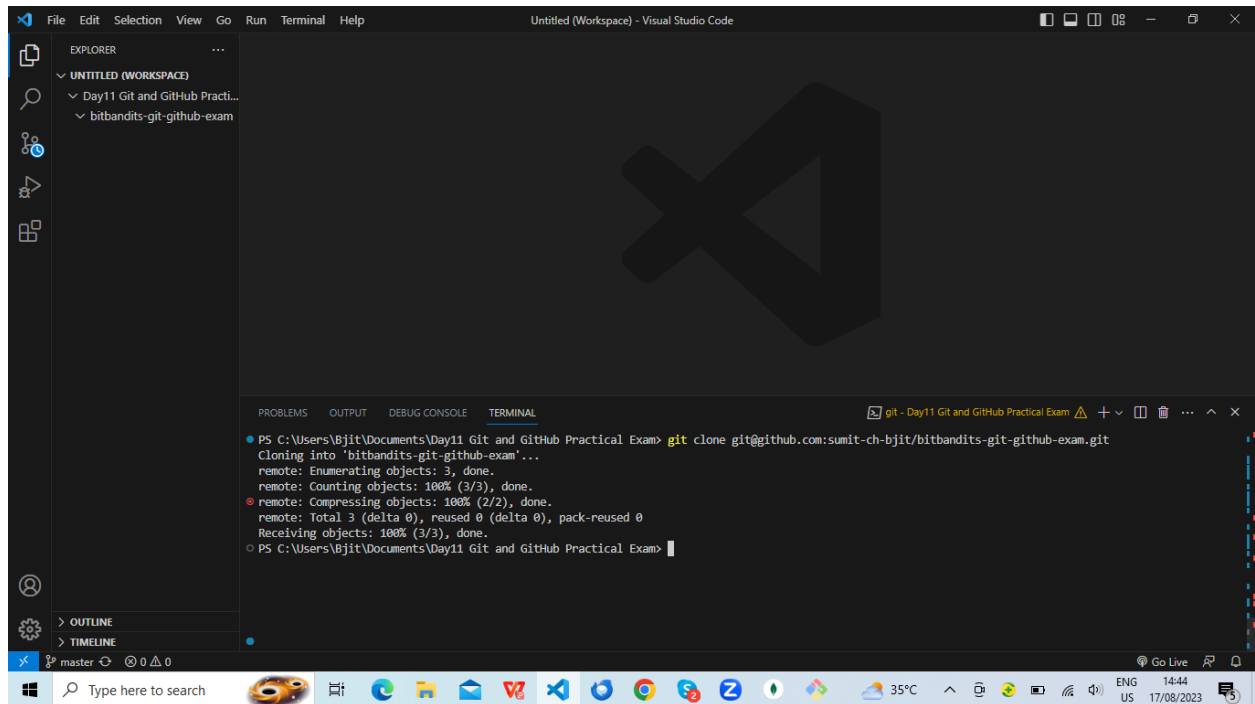 File Edit Selection View Go Run Terminal Help
Untitled (Workspace) - Visual Studio Code
EXPLORER
UNTITLED (WORKSPACE)
Day11 Git and GitHub Practi...
bitbandits-git-github-exam
OUTLINE
TIMELINE
PROBLEMS OUTPUT DEBUG CONSOLE TERMINAL
git - Day11 Git and GitHub Practical Exam
PS C:\Users\Bjit\Documents\Day11 Git and GitHub Practical Exam> git clone git@github.com:sumit-ch-bjit/bitbandits-git-github-exam.git
Cloning into 'bitbandits-git-github-exam'...
remote: Enumerating objects: 3, done.
remote: Counting objects: 100% (3/3), done.
remote: Compressing objects: 100% (2/2), done.
remote: Total 3 (delta 0), reused 0 (delta 0), pack-reused 0
Receiving objects: 100% (3/3), done.
PS C:\Users\Bjit\Documents\Day11 Git and GitHub Practical Exam>
master 0 0
Go Live
Type here to search
35°C
ENG
US
14:44
17/08/2023
5